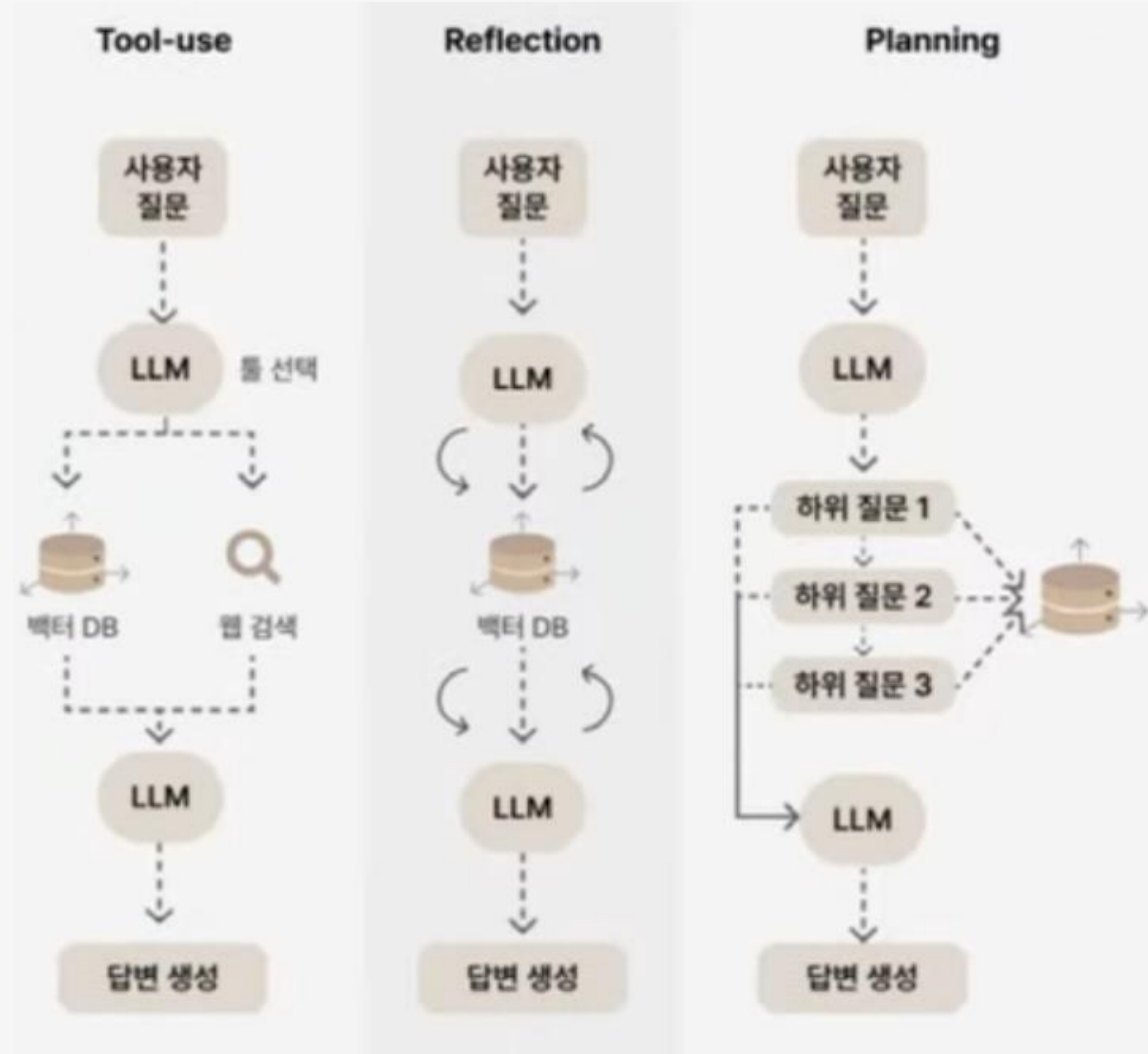 Tool-use
사용자
질문
LLM
툴 선택
백터 DB
웹 검색
LLM
답변 생성
Reflection
사용자
질문
LLM
백터 DB
LLM
답변 생성
Planning
사용자
질문
LLM
하위 질문 1
하위 질문 2
하위 질문 3
LLM
답변 생성